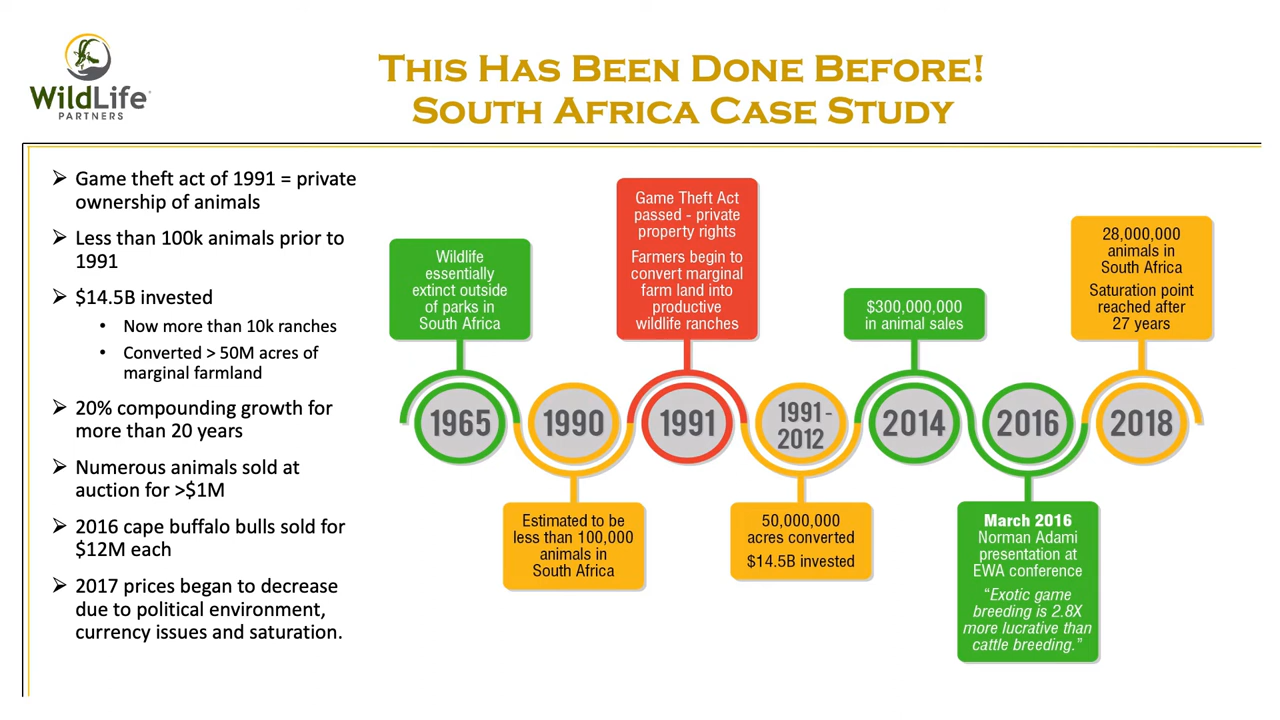 WildLife
PARTNERS
THIS HAS BEEN DONE BEFORE!
SOUTH AFRICA CASE STUDY
➢ Game theft act of 1991 = private
ownership of animals
➢ Less than 100k animals prior to
1991
➢ $14.5B invested
• Now more than 10k ranches
• Converted > 50M acres of
marginal farmland
➢ 20% compounding growth for
more than 20 years
➢ Numerous animals sold at
auction for >$1M
➢ 2016 cape buffalo bulls sold for
$12M each
➢ 2017 prices began to decrease
due to political environment,
currency issues and saturation.
Wildlife
essentially
extinct outside
of parks in
South Africa
1965
1990
Estimated to be
less than 100,000
animals in
South Africa
Game Theft Act
passed - private
property rights
Farmers begin to
convert marginal
farm land into
productive
wildlife ranches
1991
1991-
2012
50,000,000
acres converted
$14.5B invested
$300,000,000
in animal sales
2014
2016
March 2016
Norman Adami
presentation at
EWA conference
“Exotic game
breeding is 2.8X
more lucrative than
cattle breeding.”
28,000,000
animals in
South Africa
Saturation point
reached after
27 years
2018